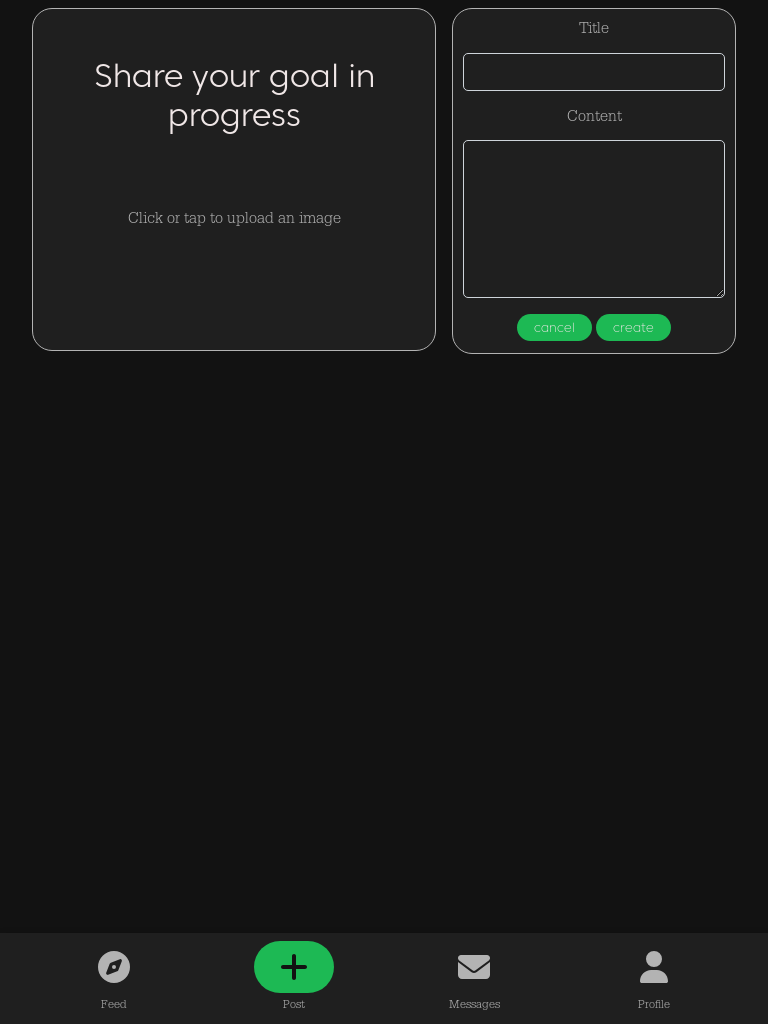 Share your goal in
progress
Click or tap to upload an image
Title
Content
cancel create
Feed Post Messages Profile